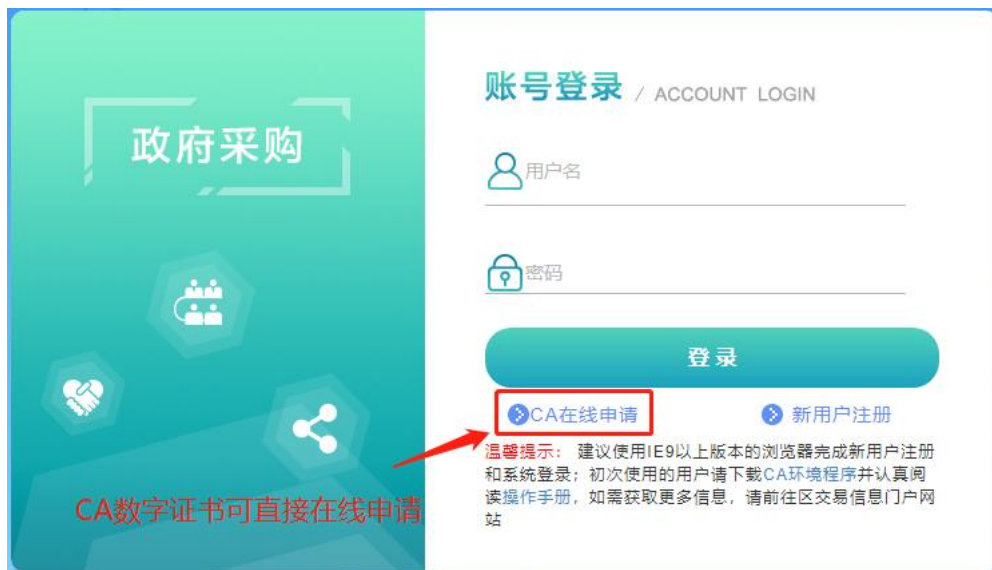 政府采购
CA数字证书可直接在线申请
账号登录 / ACCOUNT LOGIN
用户名
密码
登录
CA在线申请 新用户注册
温馨提示： 建议使用IE9以上版本的浏览器完成新用户注册
和系统登录；初次使用的用户请下载CA环境程序并认真阅
读操作手册，如需获取更多信息，请前往区交易信息门户网
站